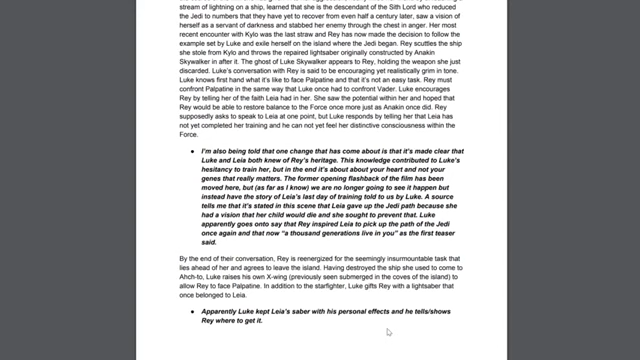 stream of lightning on a ship, learned that she is the descendant of the Sith Lord who reduced
the Jedi to numbers that they have yet to recover from even half a century later, saw a vision of
herself as a servant of darkness and stabbed her enemy through the chest in anger. Her most
recent encounter with Kylo was the last straw and Rey has now made the decision to follow the
example set by Luke and exile herself on the island where the Jedi began. Rey scuttles the ship
she stole from Kylo and throws the repaired lightsaber originally constructed by Anakin
Skywalker in after it. The ghost of Luke Skywalker appears to Rey, holding the weapon she just
discarded. Luke's conversation with Rey is said to be encouraging yet realistically grim in tone.
Luke knows first hand what it's like to face Palpatine and that it's not an easy task. Rey must
confront Palpatine in the same way that Luke once had to confront Vader. Luke encourages
Rey by telling her of the faith Leia had in her. She saw the potential within her and hoped that
Rey would be able to restore balance to the Force once more just as Anakin once did. Rey
supposedly asks to speak to Leia at one point, but Luke responds by telling her that Leia has
not yet completed her training and he can not yet feel her distinctive consciousness within the
Force.
● I'm also being told that one change that has come about is that it's made clear that
Luke and Leia both knew of Rey's heritage. This knowledge contributed to Luke's
hesitancy to train her, but in the end it's about about your heart and not your
genes that really matters. The former opening flashback of the film has been
moved here, but (as far as I know) we are no longer going to see it happen but
instead have the story of Leia's last day of training told to us by Luke. A source
tells me that it's stated in this scene that Leia gave up the Jedi path because she
had a vision that her child would die and she sought to prevent that. Luke
apparently goes onto say that Rey inspired Leia to pick up the path of the Jedi
once again and that now "a thousand generations live in you" as the first teaser
said.
By the end of their conversation, Rey is reenergized for the seemingly insurmountable task that
lies ahead of her and agrees to leave the island. Having destroyed the ship she used to come to
Ahch-to, Luke raises his own X-wing (previously seen submerged in the coves of the island) to
allow Rey to face Palpatine. In addition to the starfighter, Luke gifts Rey with a lightsaber that
once belonged to Leia.
● Apparently Luke kept Leia's saber with his personal effects and he tells/shows
Rey where to get it.